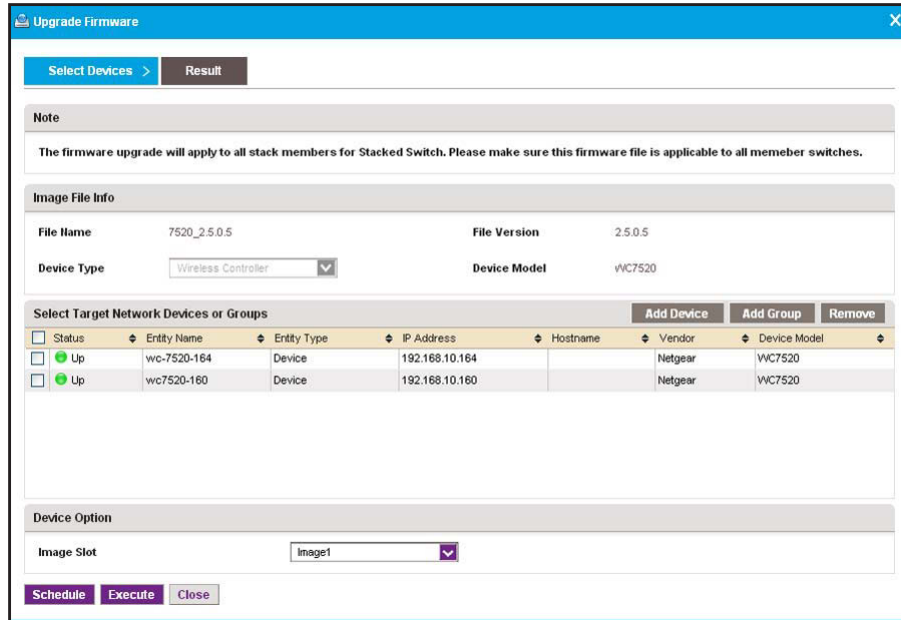 Upgrade Firmware X
Select Devices > Result
Note
The firmware upgrade will apply to all stack members for Stacked Switch. Please make sure this firmware file is applicable to all memeber switches.
Image File Info
File Name 7520_2.5.0.5 File Version 2.5.0.5
Device Type Wireless Controller Device Model WC7520
Select Target Network Devices or Groups Add Device Add Group Remove
Status Entity Name Entity Type IP Address Hostname Vendor Device Model
Up wc-7520-164 Device 192.168.10.164 Netgear WC7520
Up wc7520-160 Device 192.168.10.160 Netgear WC7520
Device Option
Image Slot Image1
Schedule Execute Close